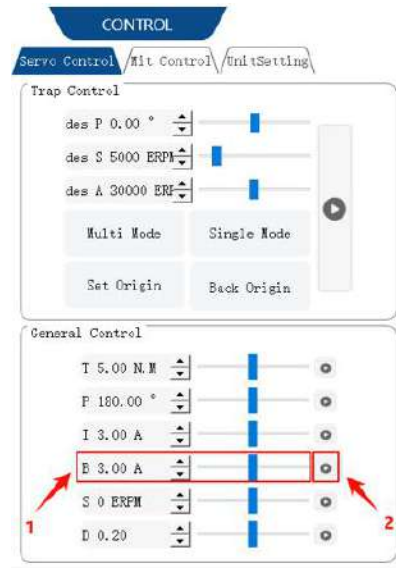 CONTROL
Servo Control Mit Control UnitSetting
Trap Control
des P 0.00 °
des S 5000 ERPM
des A 30000 ERF
Multi Mode Single Mode
Set Origin Back Origin
General Control
T 5.00 N.M
P 180.00 °
I 3.00 A
B 3.00 A
S 0 ERPM
1 2
D 0.20